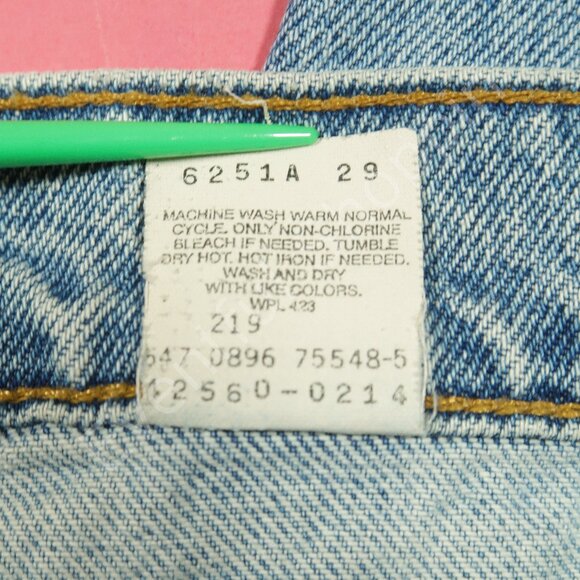 6251A 29
MACHINE WASH WARM NORMAL
CYCLE. ONLY NON-CHLORINE
BLEACH IF NEEDED. TUMBLE
DRY HOT. HOT IRON IF NEEDED.
WASH AND DRY
WITH LIKE COLORS.
WPL 423
219
547 0896 75548-5
42560-0214